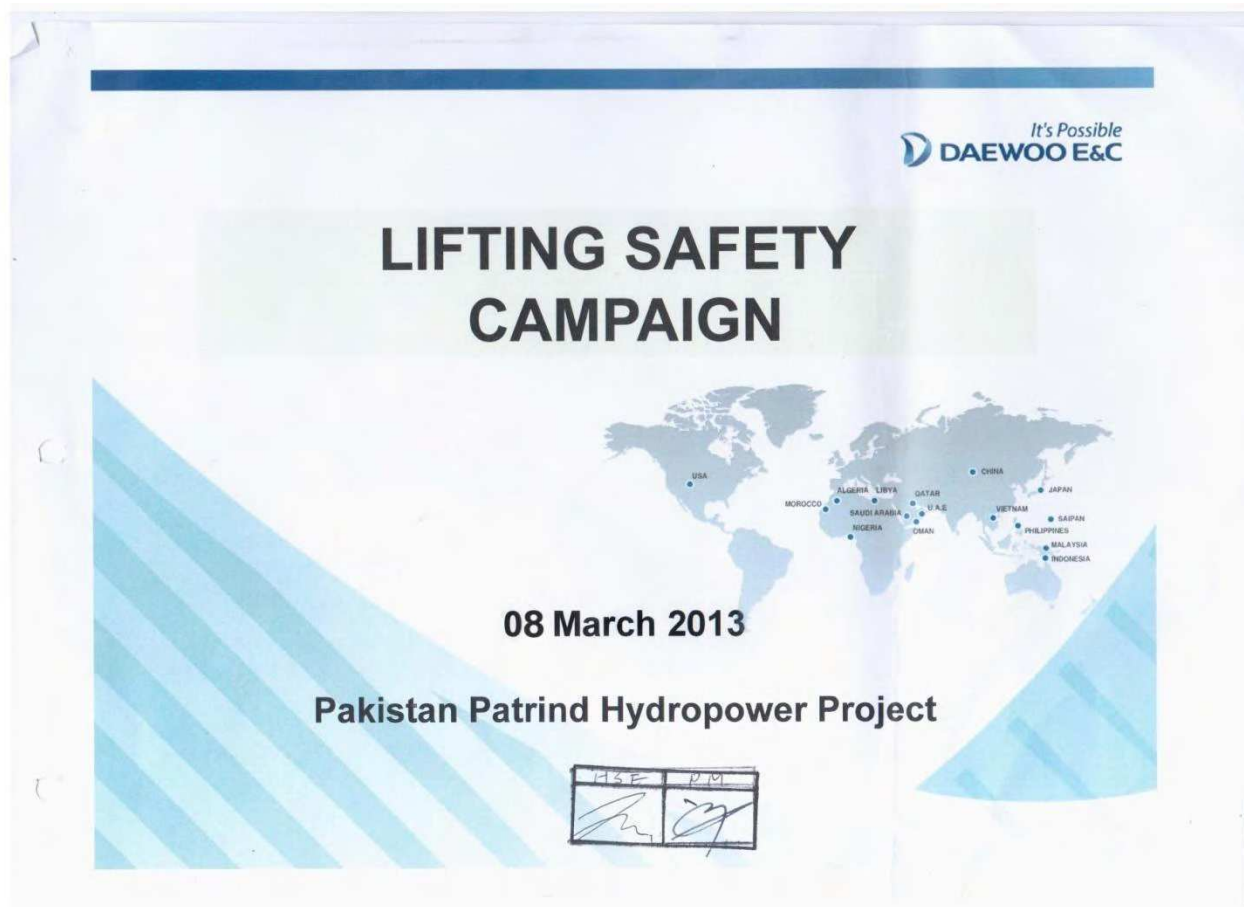 It's Possible
DAEWOO E&C
LIFTING SAFETY
CAMPAIGN
USA
CHINA
ALGERIA LIBYA
QATAR
JAPAN
MOROCCO
SAUDI ARABIA
U.A.E
VIETNAM
SAIPAN
NIGERIA
OMAN
PHILIPPINES
MALAYSIA
INDONESIA
08 March 2013
Pakistan Patrind Hydropower Project
HSE PM